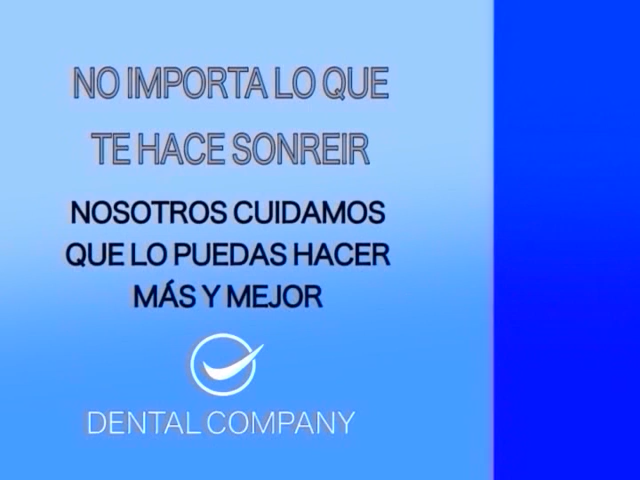 NO IMPORTA LO QUE
TE HACE SONREIR
NOSOTROS CUIDAMOS
QUE LO PUEDAS HACER
MÁS Y MEJOR
DENTAL COMPANY